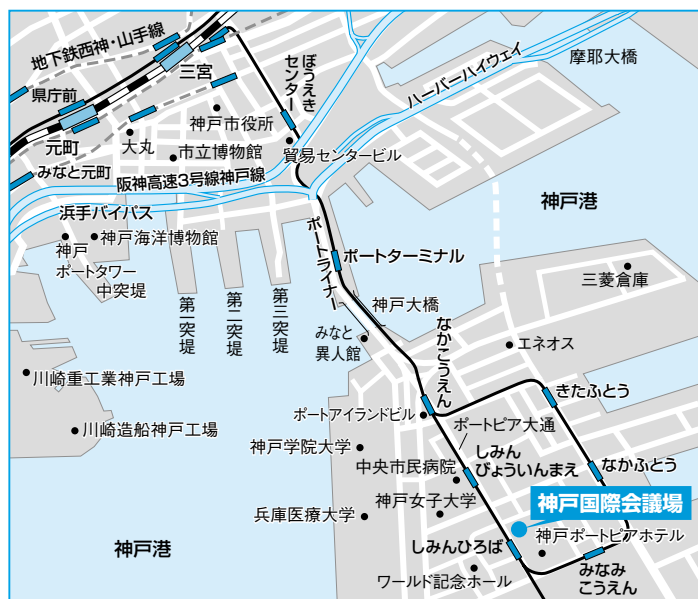 地下鉄西神・山手線
三宮
県庁前
元町
みなと元町
大丸
神戸市役所
市立博物館
ぼうえき
センター
貿易センタービル
ハーバーハイウェイ
摩耶大橋
阪神高速3号線神戸線
浜手バイパス
神戸海洋博物館
神戸
ポートタワー
中突堤
第一突堤
第二突堤
第三突堤
ポートライナー
ポートターミナル
神戸大橋
神戸港
三菱倉庫
みなと
異人館
なかこうえん
エネオス
川崎重工業神戸工場
川崎造船神戸工場
きたふとう
ポートアイランドビル
ポートピア大通
神戸学院大学
しみん
びょういんまえ
中央市民病院
なかふとう
神戸女子大学
神戸国際会議場
兵庫医療大学
神戸港
しみんひろば
神戸ポートピアホテル
ワールド記念ホール
みなみ
こうえん